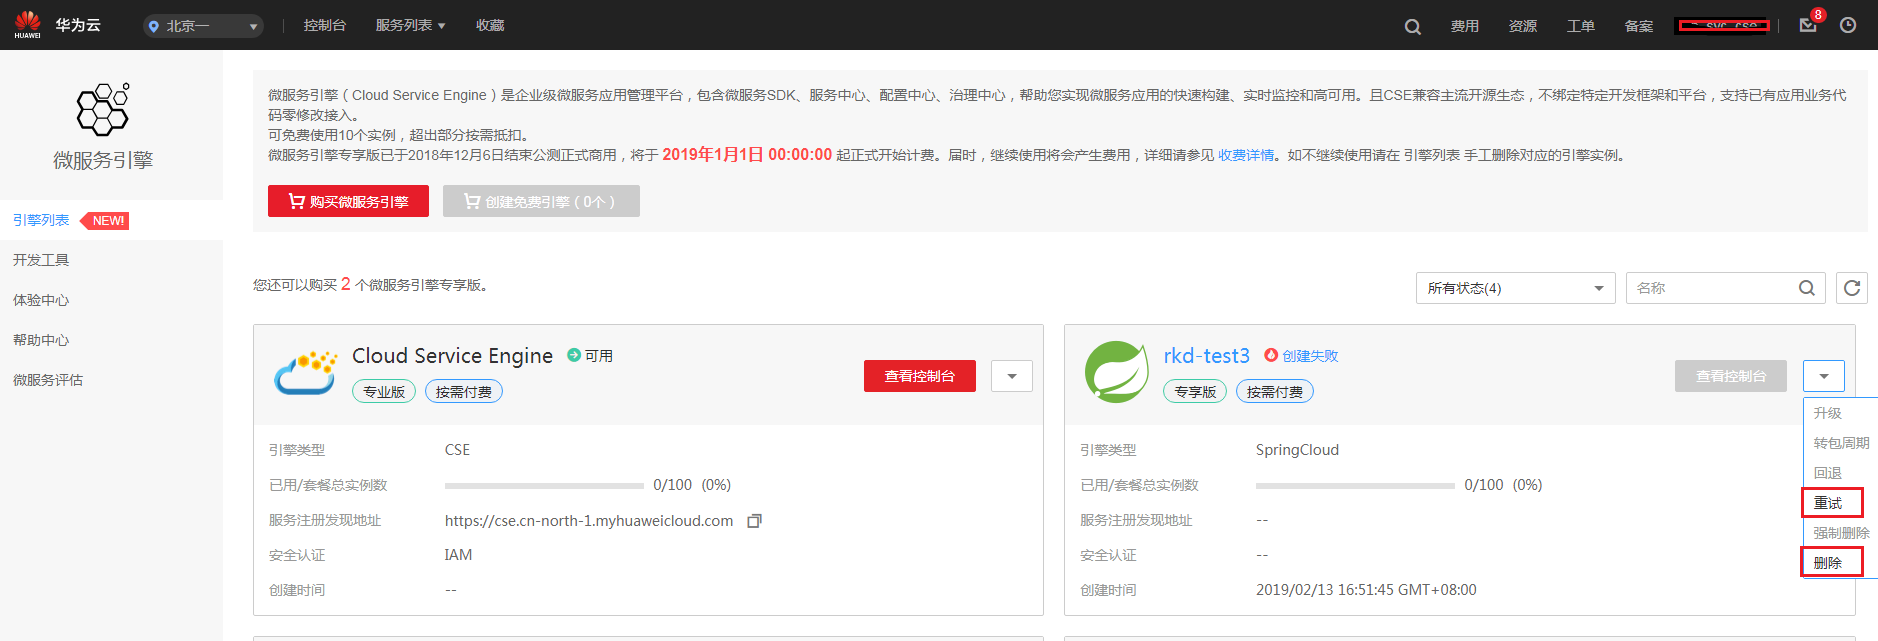 HUAWEI
华为云
北京一
控制台
服务列表
收藏
费用
资源
工单
备案
8
微服务引擎
引擎列表
NEW!
开发工具
体验中心
帮助中心
微服务评估
微服务引擎（Cloud Service Engine）是企业级微服务应用管理平台，包含微服务SDK、服务中心、配置中心、治理中心，帮助您实现微服务应用的快速构建、实时监控和高可用。且CSE兼容主流开源生态，不绑定特定开发框架和平台，支持已有应用业务代
码零修改接入。
可免费使用10个实例，超出部分按需抵扣。
微服务引擎专享版已于2018年12月6日结束公测正式商用，将于 2019年1月1日 00:00:00 起正式开始计费。届时，继续使用将会产生费用，详细请参见 收费详情。如不继续使用请在 引擎列表 手工删除对应的引擎实例。
购买微服务引擎
创建免费引擎（0个）
您还可以购买 2 个微服务引擎专享版。
所有状态(4)
名称
Cloud Service Engine
可用
专业版
按需付费
查看控制台
引擎类型
CSE
已用/套餐总实例数
0/100 (0%)
服务注册发现地址
https://cse.cn-north-1.myhuaweicloud.com
安全认证
IAM
创建时间
--
rkd-test3
创建失败
专享版
按需付费
查看控制台
引擎类型
SpringCloud
已用/套餐总实例数
0/100 (0%)
服务注册发现地址
--
安全认证
--
创建时间
2019/02/13 16:51:45 GMT+08:00
升级
转包周期
回退
重试
强制删除
删除